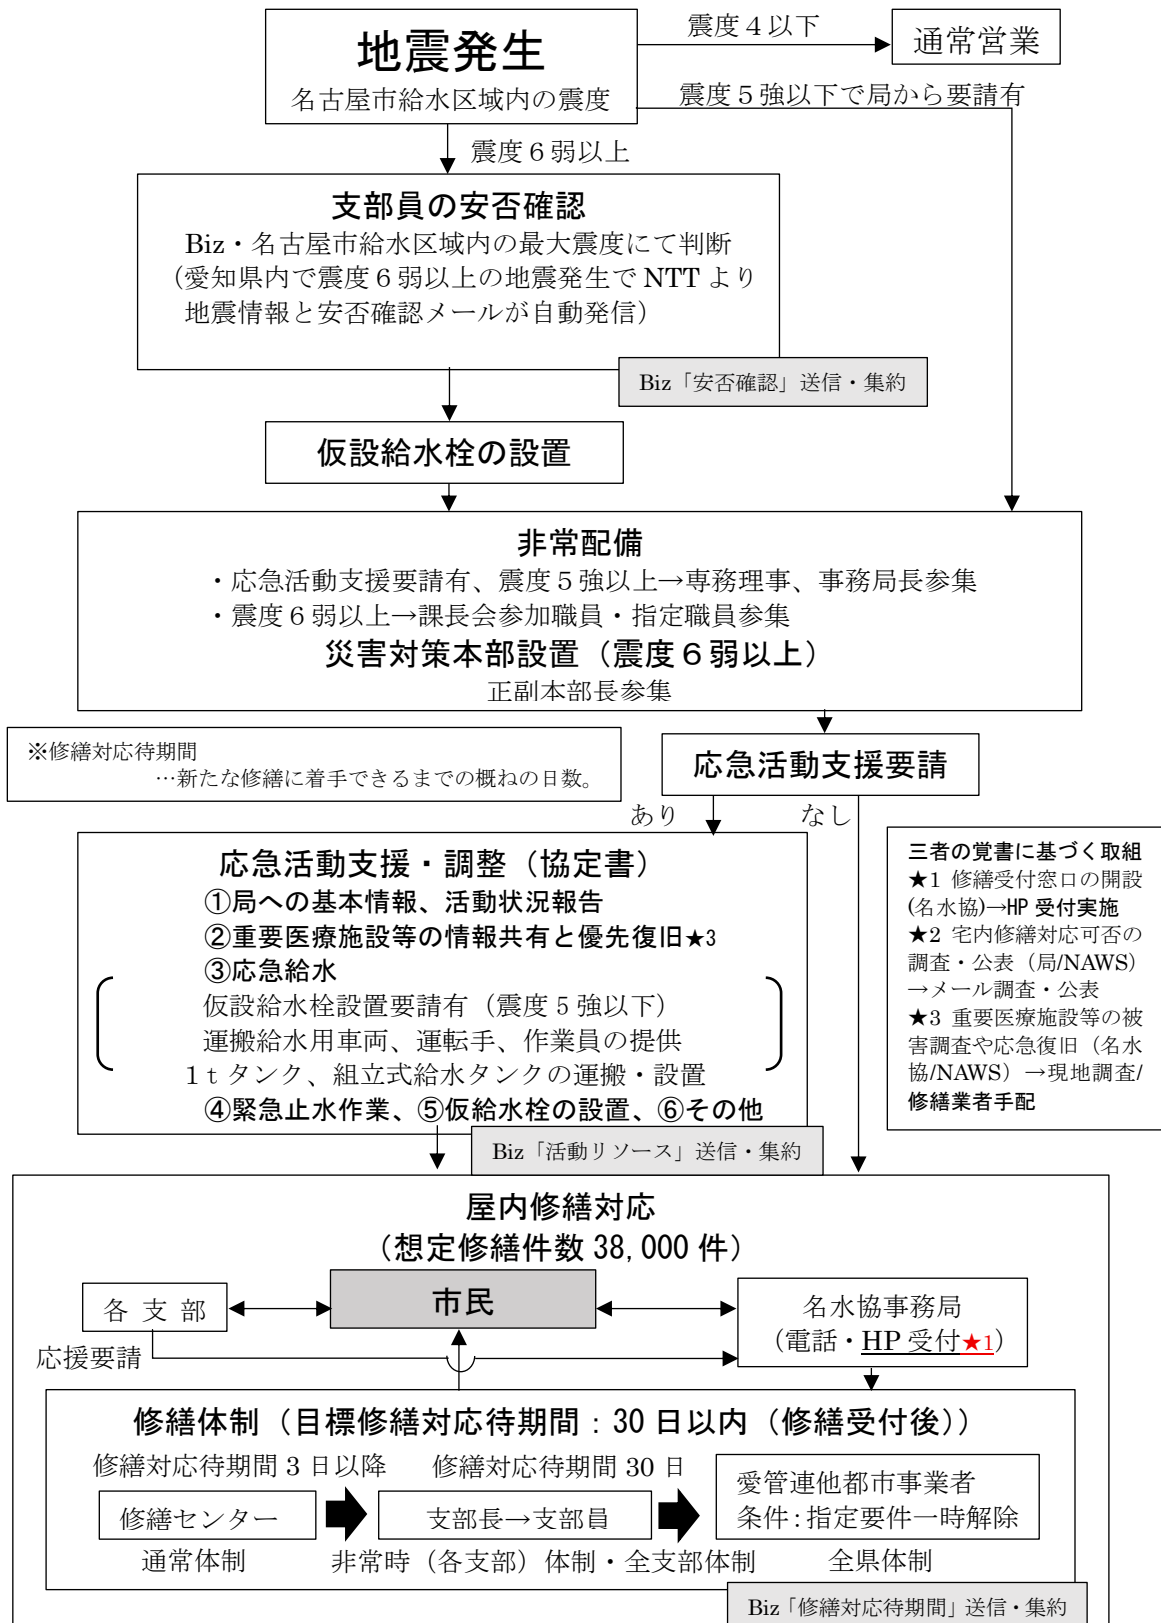 地震発生
名古屋市給水区域内の震度
震度４以下
通常営業
震度５強以下で局から要請有
震度６弱以上
支部員の安否確認
Biz・名古屋市給水区域内の最大震度にて判断
（愛知県内で震度６弱以上の地震発生で NTT より
地震情報と安否確認メールが自動発信）
Biz「安否確認」送信・集約
仮設給水栓の設置
非常配備
・応急活動支援要請有、震度５強以上→専務理事、事務局長参集
・震度６弱以上→課長会参加職員・指定職員参集
災害対策本部設置（震度６弱以上）
正副本部長参集
※修繕対応待期間
…新たな修繕に着手できるまでの概ねの日数。
応急活動支援要請
あり
なし
応急活動支援・調整（協定書）
①局への基本情報、活動状況報告
②重要医療施設等の情報共有と優先復旧★3
③応急給水
仮設給水栓設置要請有（震度５強以下）
運搬給水用車両、運転手、作業員の提供
１ｔタンク、組立式給水タンクの運搬・設置
④緊急止水作業、⑤仮給水栓の設置、⑥その他
Biz「活動リソース」送信・集約
三者の覚書に基づく取組
★1 修繕受付窓口の開設
(名水協)→HP 受付実施
★2 宅内修繕対応可否の
調査・公表（局/NAWS）
→メール調査・公表
★3 重要医療施設等の被
害調査や応急復旧（名水
協/NAWS）→現地調査/
修繕業者手配
屋内修繕対応
（想定修繕件数 38,000 件）
各 支 部
市民
名水協事務局
（電話・HP 受付★1）
応援要請
修繕体制（目標修繕対応待期間：30 日以内（修繕受付後））
修繕対応待期間 3 日以降
修繕対応待期間 30 日
修繕センター
支部長→支部員
愛管連他都市事業者
条件：指定要件一時解除
通常体制
非常時（各支部）体制・全支部体制
全県体制
Biz「修繕対応待期間」送信・集約